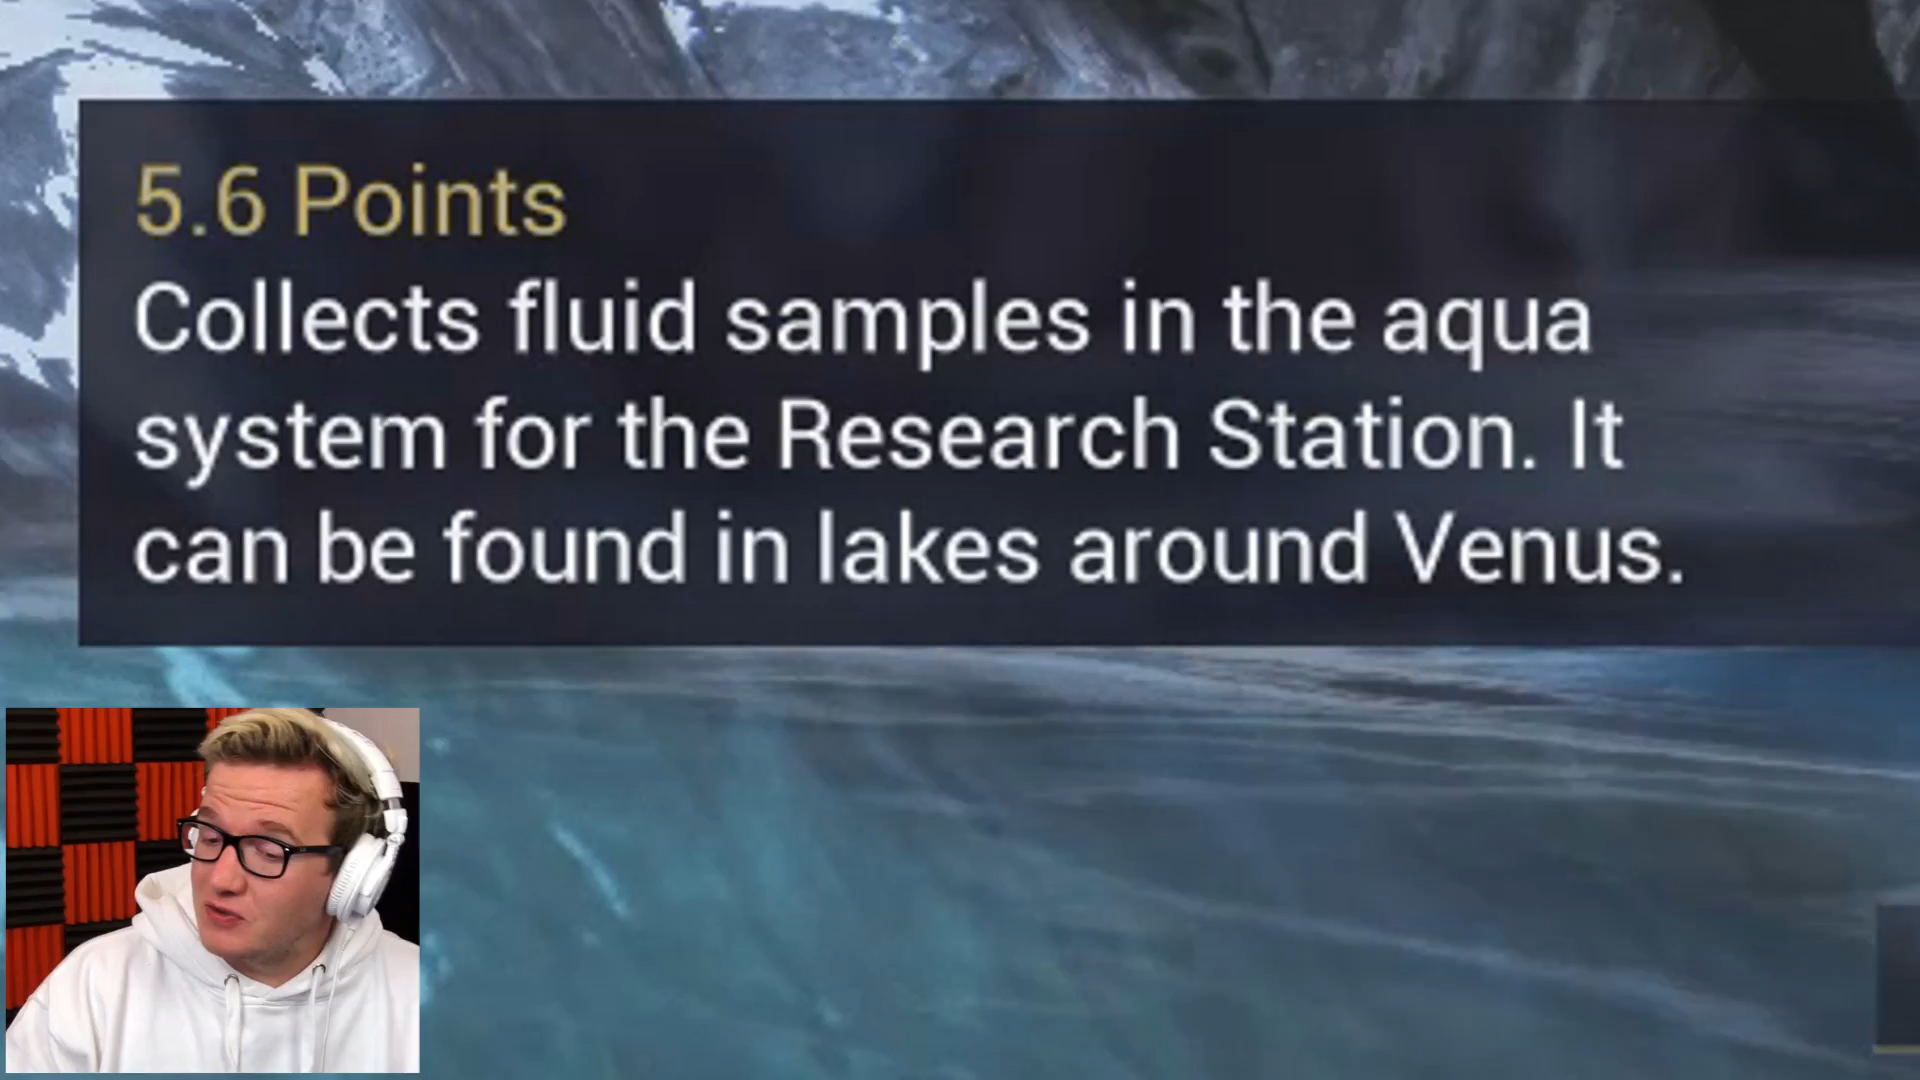 5.6 Points
Collects fluid samples in the aqua
system for the Research Station. It
can be found in lakes around Venus.